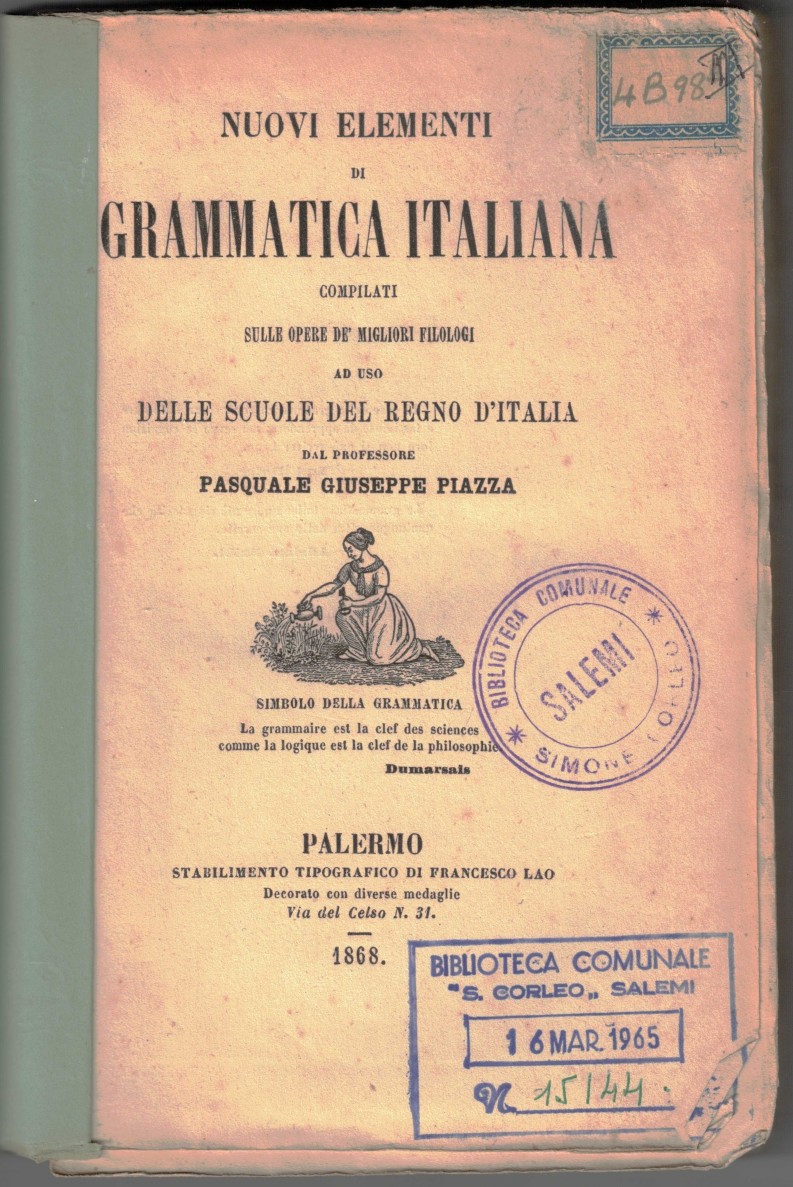 4B98
NUOVI ELEMENTI
DI
GRAMMATICA ITALIANA
COMPILATI
SULLE OPERE DE' MIGLIORI FILOLOGI
AD USO
DELLE SCUOLE DEL REGNO D'ITALIA
DAL PROFESSORE
PASQUALE GIUSEPPE PIAZZA
SIMBOLO DELLA GRAMMATICA
La grammaire est la clef des sciences
comme la logique est la clef de la philosophie
Dumarsais
BIBLIOTECA COMUNALE
SALEMI
SIMONE CORLEO
PALERMO
STABILIMENTO TIPOGRAFICO DI FRANCESCO LAO
Decorato con diverse medaglie
Via del Celso N. 31.
1868.
BIBLIOTECA COMUNALE
"S. CORLEO„ SALEMI
16 MAR. 1965
N. 15144